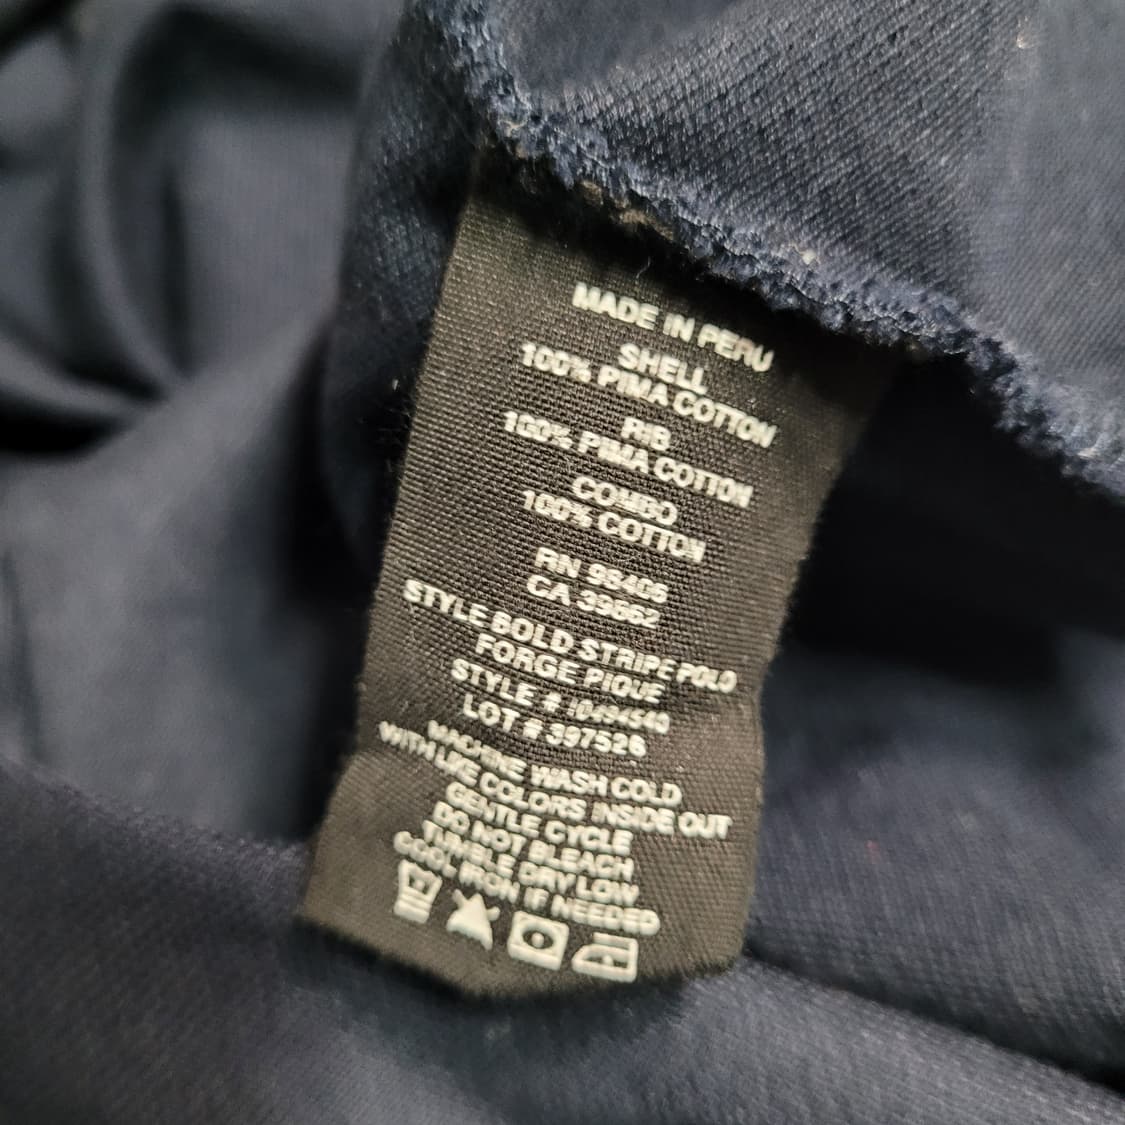 MADE IN PERU
SHELL
100% PIMA COTTON
RIB
100% PIMA COTTON
COMBO
100% COTTON
RN 98408
CA 39662
STYLE BOLD STRIPE POLO
FORGE PIQUE
STYLE #
LOT # 397526
MACHINE WASH COLD
WITH LIKE COLORS INSIDE OUT
GENTLE CYCLE
DO NOT BLEACH
TUMBLE DRY LOW
COOL IRON IF NEEDED